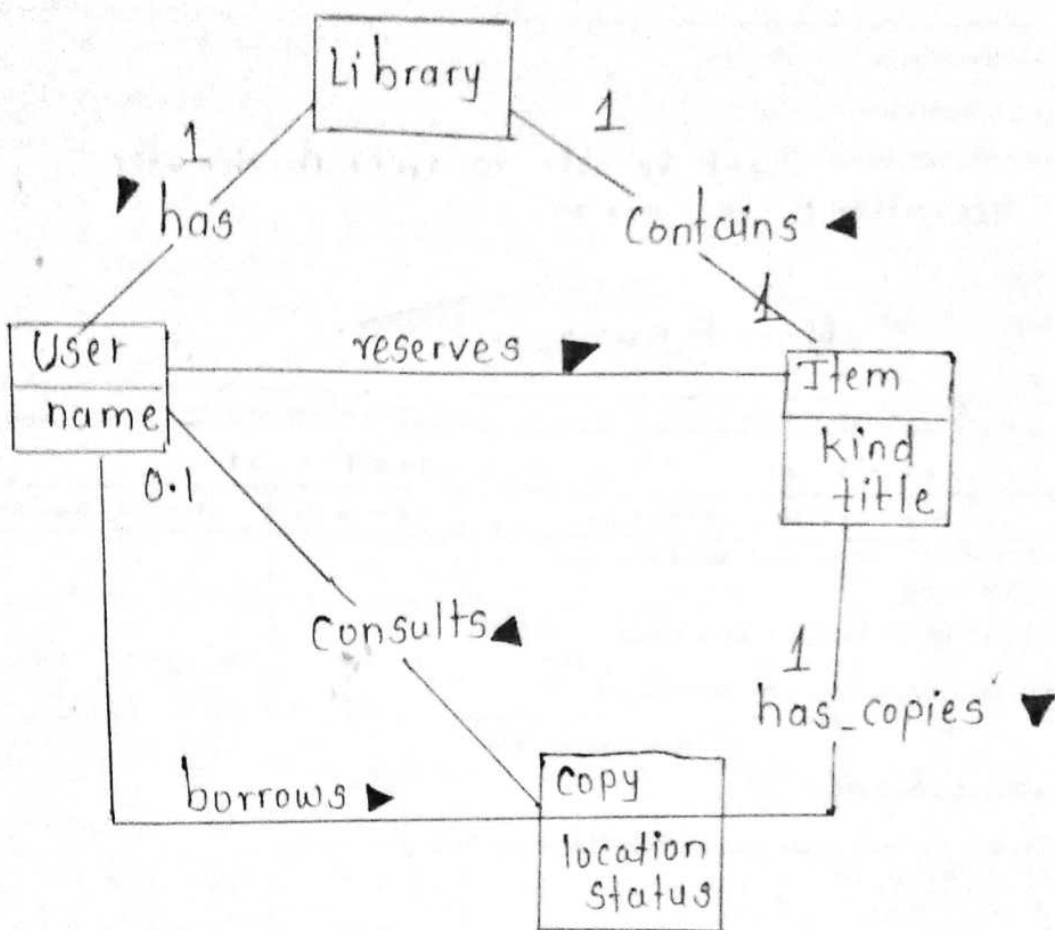 Library
1
1
has
Contains
1
User
reserves
Item
name
kind
title
0.1
Consults
1
has_copies
borrows
Copy
location
status